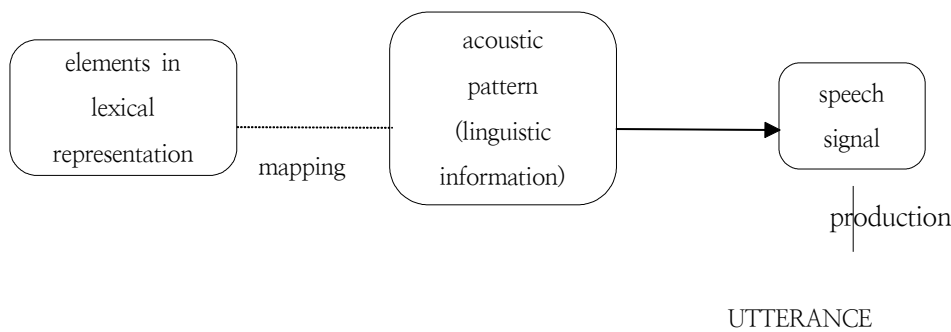 elements in
lexical
representation
mapping
acoustic
pattern
(linguistic
information)
speech
signal
production
UTTERANCE